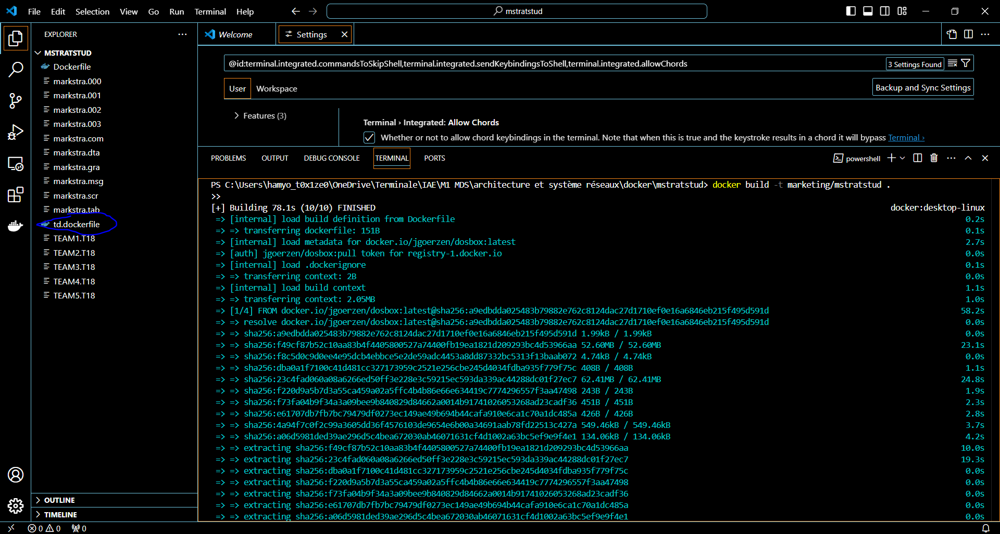 File Edit Selection View Go Run Terminal Help
mstratstud
EXPLORER
MSTRATSTUD
Dockerfile
markstra.000
markstra.001
markstra.002
markstra.003
markstra.com
markstra.dta
markstra.gra
markstra.msg
markstra.scr
markstra.tab
td.dockerfile
TEAM1.T18
TEAM2.T18
TEAM3.T18
TEAM4.T18
TEAM5.T18
OUTLINE
TIMELINE
Welcome
Settings
@id:terminal.integrated.commandsToSkipShell,terminal.integrated.sendKeybindingsToShell,terminal.integrated.allowChords
3 Settings Found
User Workspace
Backup and Sync Settings
Features (3)
Terminal › Integrated: Allow Chords
Whether or not to allow chord keybindings in the terminal. Note that when this is true and the keystroke results in a chord it will bypass Terminal ›
PROBLEMS OUTPUT DEBUG CONSOLE TERMINAL PORTS
powershell
PS C:\Users\hamyo_t0x1ze0\OneDrive\Terminale\IAE\M1 MDS\architecture et système réseaux\docker\mstratstud> docker build -t marketing/mstratstud .
>>
[+] Building 78.1s (10/10) FINISHED docker:desktop-linux
=> [internal] load build definition from Dockerfile 0.2s
=> => transferring dockerfile: 151B 0.1s
=> [internal] load metadata for docker.io/jgoerzen/dosbox:latest 2.7s
=> [auth] jgoerzen/dosbox:pull token for registry-1.docker.io 0.0s
=> [internal] load .dockerignore 0.1s
=> => transferring context: 2B 0.0s
=> [internal] load build context 1.1s
=> => transferring context: 2.05MB 1.0s
=> [1/4] FROM docker.io/jgoerzen/dosbox:latest@sha256:a9edbdda025483b79882e762c8124dac27d1710ef0e16a6846eb215f495d591d 58.2s
=> => resolve docker.io/jgoerzen/dosbox:latest@sha256:a9edbdda025483b79882e762c8124dac27d1710ef0e16a6846eb215f495d591d 0.0s
=> => sha256:a9edbdda025483b79882e762c8124dac27d1710ef0e16a6846eb215f495d591d 1.99kB / 1.99kB 0.0s
=> => sha256:f49cf87b52c10aa83b4f4405800527a74400fb19ea1821d209293bc4d53966aa 52.60MB / 52.60MB 23.1s
=> => sha256:f8c5d0c9d0ee4e95dcb4ebbce5e2de59adc4453a8dd87332bc5313f13baab072 4.74kB / 4.74kB 0.0s
=> => sha256:dba0a1f7100c41d481cc327173959c2521e256cbe245d4034fdba935f779f75c 408B / 408B 1.1s
=> => sha256:23c4fad060a08a6266ed50ff3e228e3c59215ec593da339ac44288dc01f27ec7 62.41MB / 62.41MB 24.8s
=> => sha256:f220d9a5b7d3a55ca459a02a5ffc4b4b86e66e634419c7774296557f3aa47498 243B / 243B 1.9s
=> => sha256:f73fa04b9f34a3a09bee9b840829d84662a0014b91741026053268ad23cadf36 451B / 451B 2.3s
=> => sha256:e61707db7fb7bc79479df0273ec149ae49b694b44cafa910e6ca1c70a1dc485a 426B / 426B 2.8s
=> => sha256:4a94f7c0f2c99a3605dd36f4576103de9654e6b00a34691aab78fd22513c427a 549.46kB / 549.46kB 3.7s
=> => sha256:a06d5981ded39ae296d5c4bea672030ab46071631cf4d1002a63bc5ef9e9f4e1 134.06kB / 134.06kB 4.2s
=> => extracting sha256:f49cf87b52c10aa83b4f4405800527a74400fb19ea1821d209293bc4d53966aa 10.0s
=> => extracting sha256:23c4fad060a08a6266ed50ff3e228e3c59215ec593da339ac44288dc01f27ec7 19.3s
=> => extracting sha256:dba0a1f7100c41d481cc327173959c2521e256cbe245d4034fdba935f779f75c 0.0s
=> => extracting sha256:f220d9a5b7d3a55ca459a02a5ffc4b4b86e66e634419c7774296557f3aa47498 0.0s
=> => extracting sha256:f73fa04b9f34a3a09bee9b840829d84662a0014b91741026053268ad23cadf36 0.0s
=> => extracting sha256:e61707db7fb7bc79479df0273ec149ae49b694b44cafa910e6ca1c70a1dc485a 0.0s
=> => extracting sha256:a06d5981ded39ae296d5c4bea672030ab46071631cf4d1002a63bc5ef9e9f4e1 0.0s
0 0 0